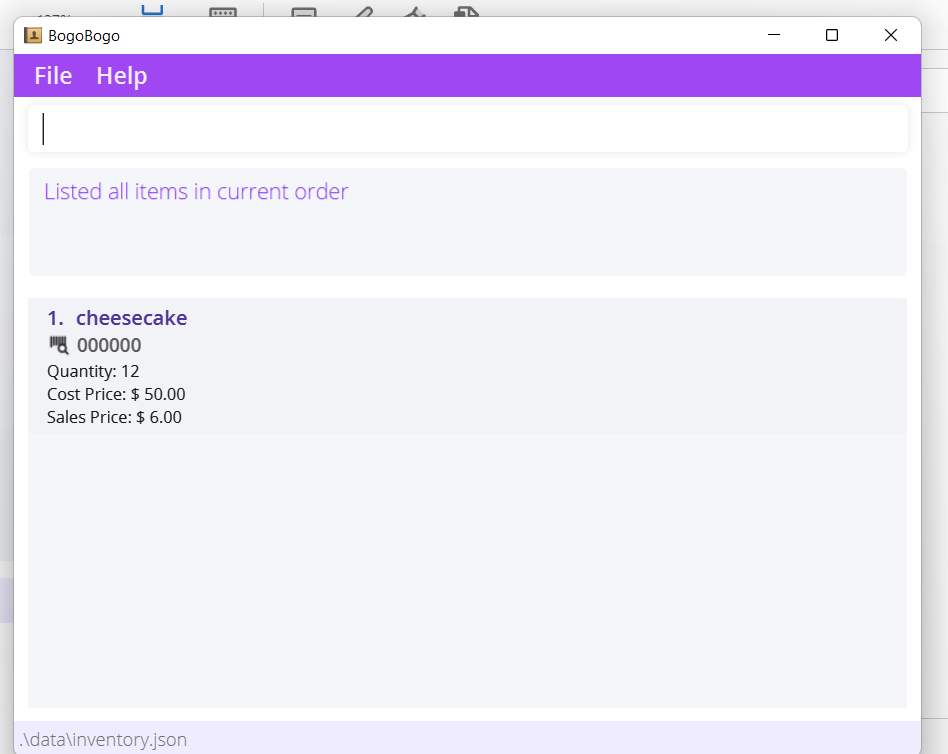 BogoBogo
File Help
Listed all items in current order
1. cheesecake
000000
Quantity: 12
Cost Price: $ 50.00
Sales Price: $ 6.00
.\data\inventory.json